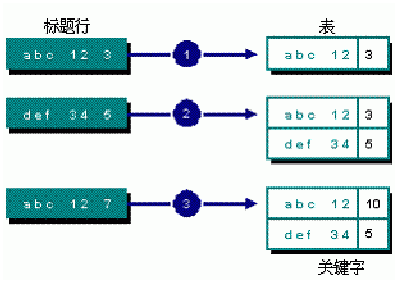 标题行 表
abc 12 3 1 abc 12 3
def 34 5 2 abc 12 3
def 34 5
abc 12 7 3 abc 12 10
def 34 5
关键字